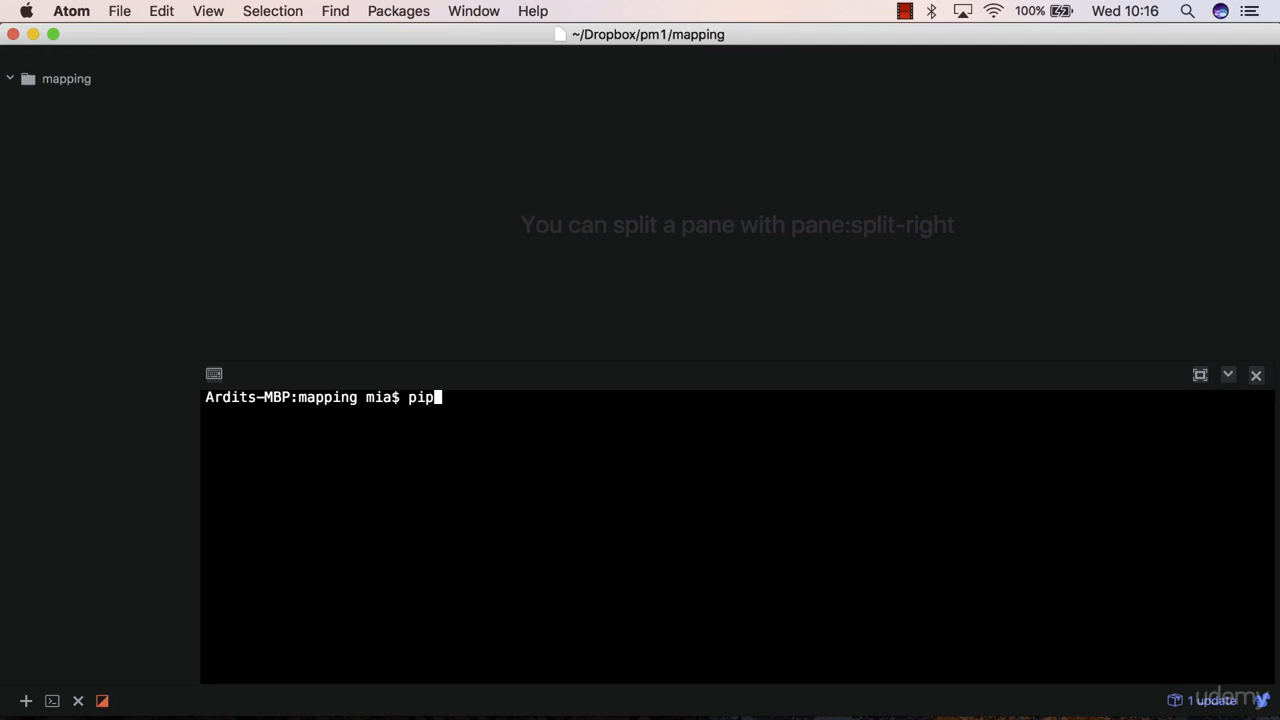 Atom File Edit View Selection Find Packages Window Help 100% Wed 10:16
~/Dropbox/pm1/mapping
mapping
You can split a pane with pane:split-right
Ardits-MBP:mapping mia$ pip
1 update
udemy